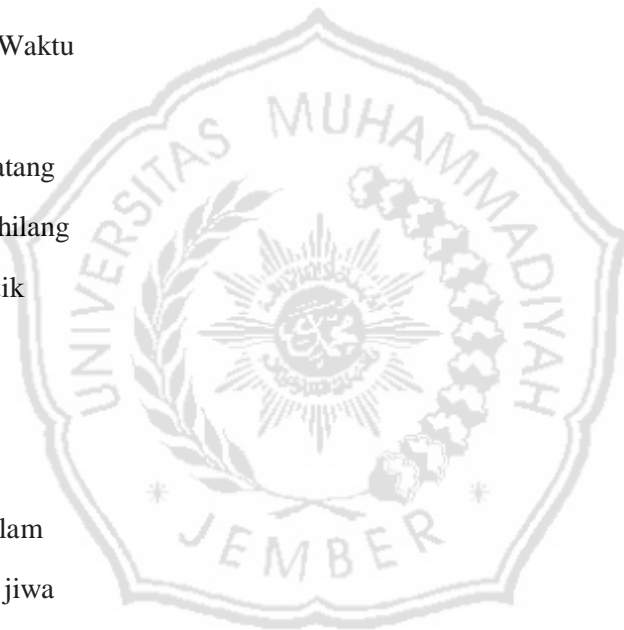 Waktu
atang
hilang
ik
lam
jiwa
UNIVERSITAS MUHAMMADIYAH
JEMBER